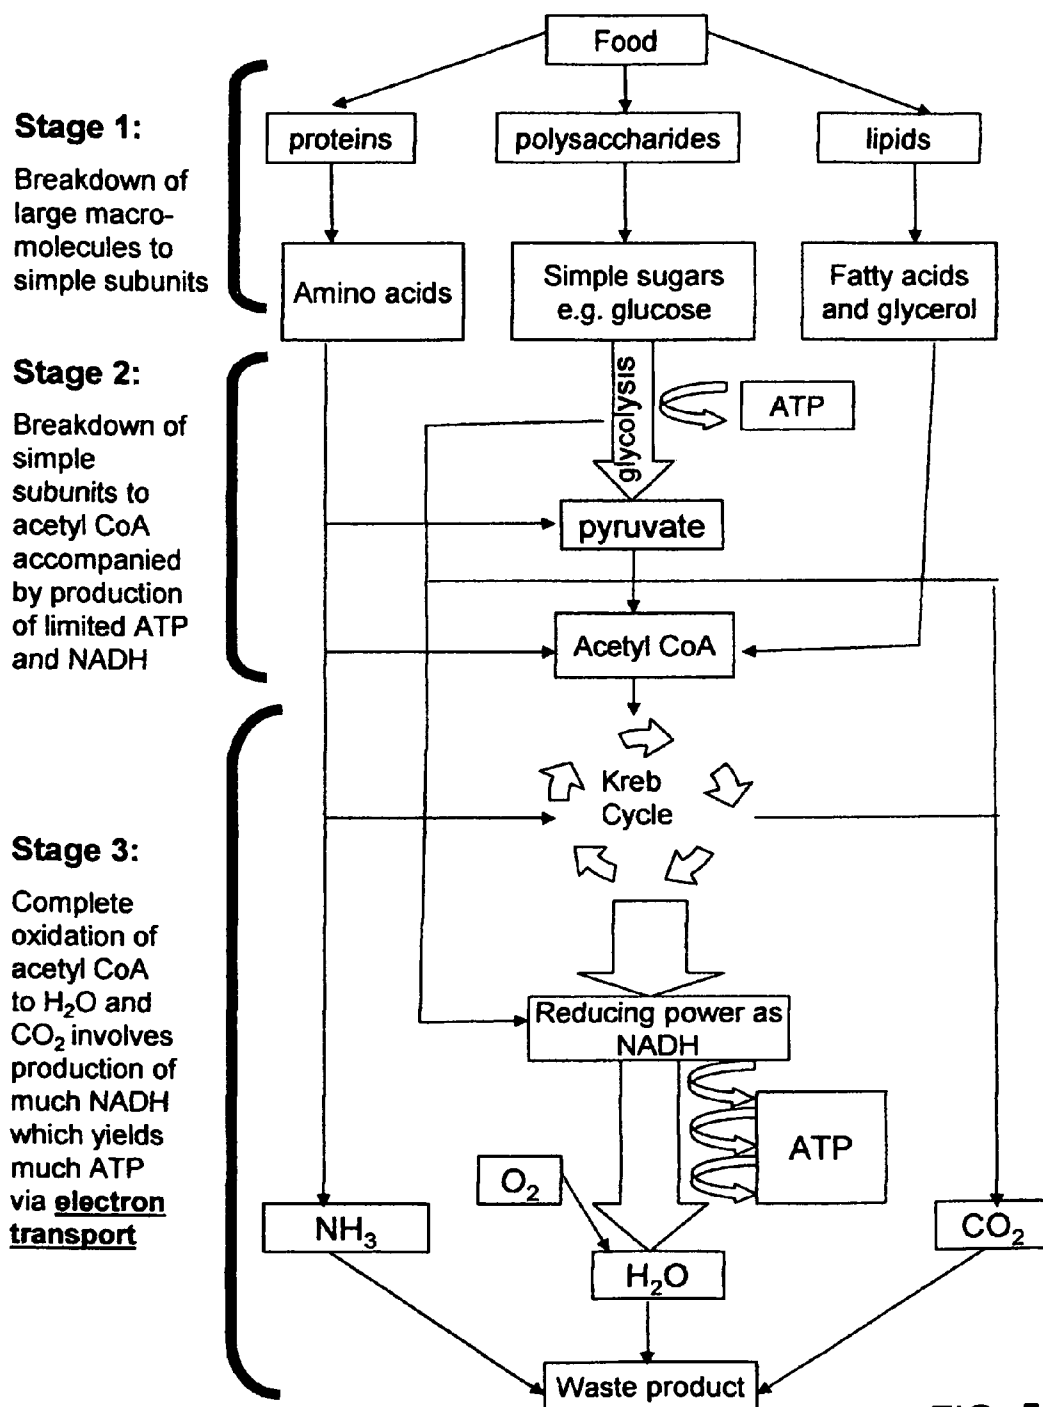 Food
proteins
polysaccharides
lipids
Stage 1:
Breakdown of
large macro-
molecules to
simple subunits
Amino acids
Simple sugars
e.g. glucose
Fatty acids
and glycerol
Stage 2:
Breakdown of
simple
subunits to
acetyl CoA
accompanied
by production
of limited ATP
and NADH
glycolysis
ATP
pyruvate
Acetyl CoA
Kreb
Cycle
Stage 3:
Complete
oxidation of
acetyl CoA
to H₂O and
CO₂ involves
production of
much NADH
which yields
much ATP
via electron
transport
Reducing power as
NADH
ATP
O₂
NH₃
H₂O
CO₂
Waste product